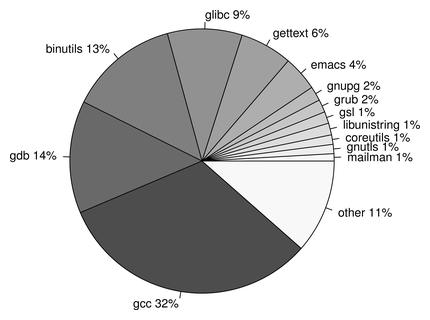 glibc 9%
gettext 6%
binutils 13%
emacs 4%
gnupg 2%
grub 2%
gsl 1%
libunistring 1%
coreutils 1%
gnutls 1%
mailman 1%
gdb 14%
other 11%
gcc 32%